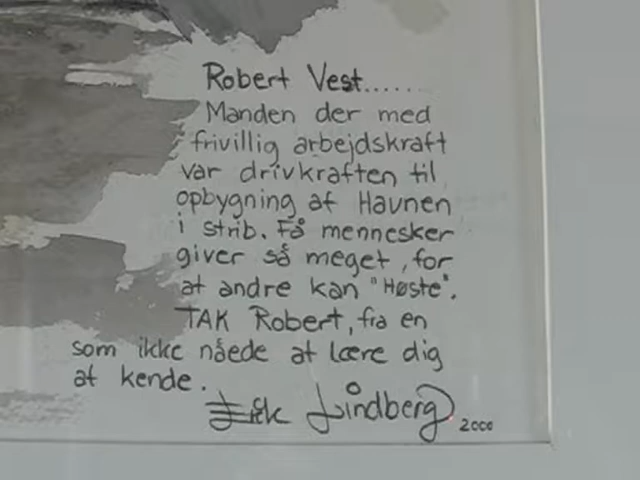 Robert Vest......
Manden der med
frivillig arbejdskraft
var drivkraften til
opbygning af Havnen
i strib. Få mennesker
giver så meget, for
at andre kan "Høste".
TAK Robert, fra en
som ikke nåede at lære dig
at kende.
Lindberg 2000